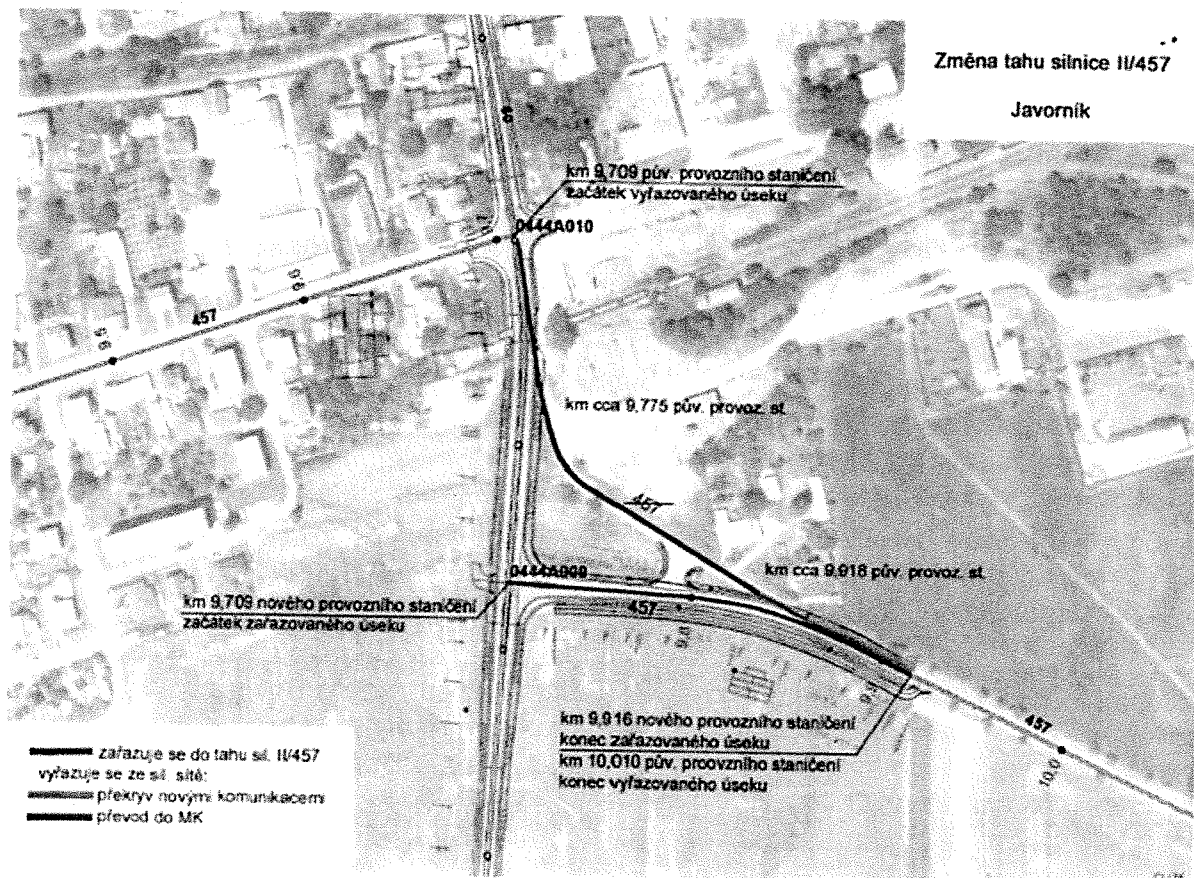 Změna tahu silnice II/457
Javorník
km 9,709 pův. provozního staničení
začátek vyřazovaného úseku
0444A010
9,6
457
9,5
km cca 9,775 pův. provoz. st.
457
0444A009
km cca 9,918 pův. provoz. st.
km 9,709 nového provozního staničení
začátek zařazovaného úseku
457
km 9,916 nového provozního staničení
konec zařazovaného úseku
km 10,010 pův. proovzního staničení
konec vyřazovaného úseku
457
10,0
zařazuje se do tahu sil. II/457
vyřazuje se ze sil. sítě:
překryv novými komunikacemi
převod do MK